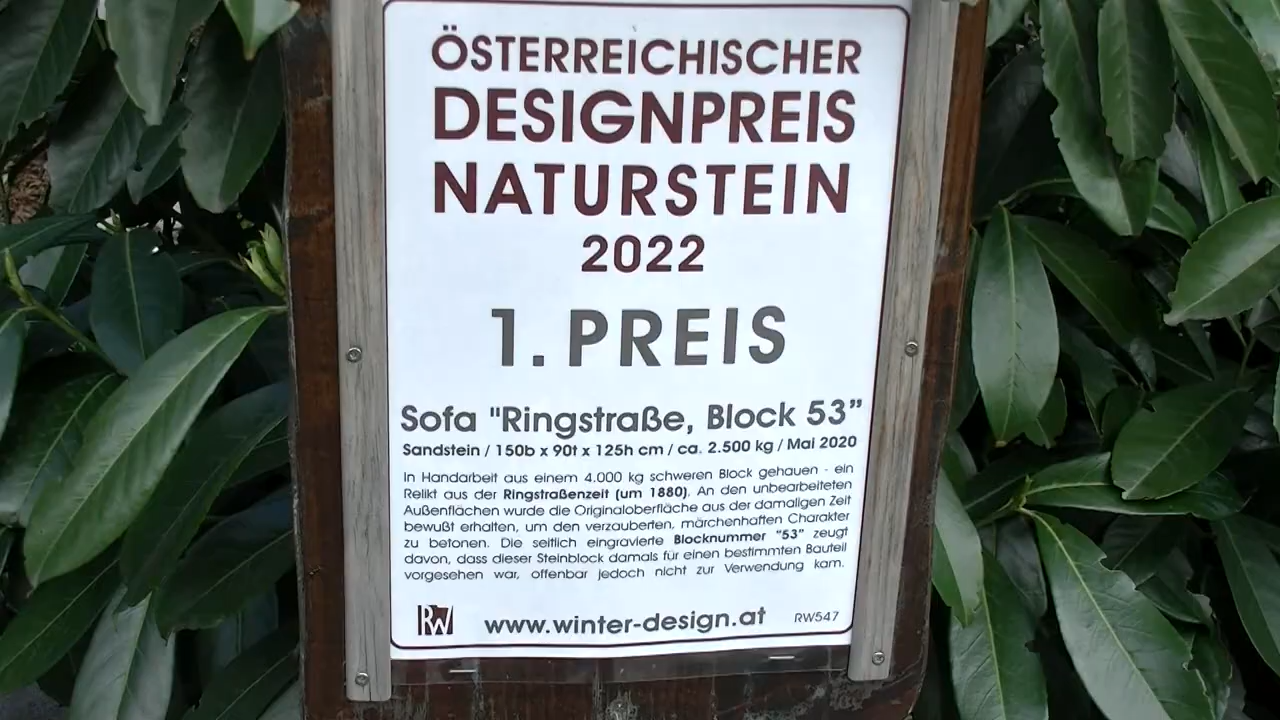 ÖSTERREICHISCHER
DESIGNPREIS
NATURSTEIN
2022
1. PREIS
Sofa "Ringstraße, Block 53”
Sandstein / 150b x 90t x 125h cm / ca. 2.500 kg / Mai 2020
In Handarbeit aus einem 4.000 kg schweren Block gehauen - ein
Relikt aus der Ringstraßenzeit (um 1880). An den unbearbeiteten
Außenflächen wurde die Originaloberfläche aus der damaligen Zeit
bewußt erhalten, um den verzauberten, märchenhaften Charakter
zu betonen. Die seitlich eingravierte Blocknummer "53” zeugt
davon, dass dieser Steinblock damals für einen bestimmten Bauteil
vorgesehen war, offenbar jedoch nicht zur Verwendung kam.
RW www.winter-design.at RW547